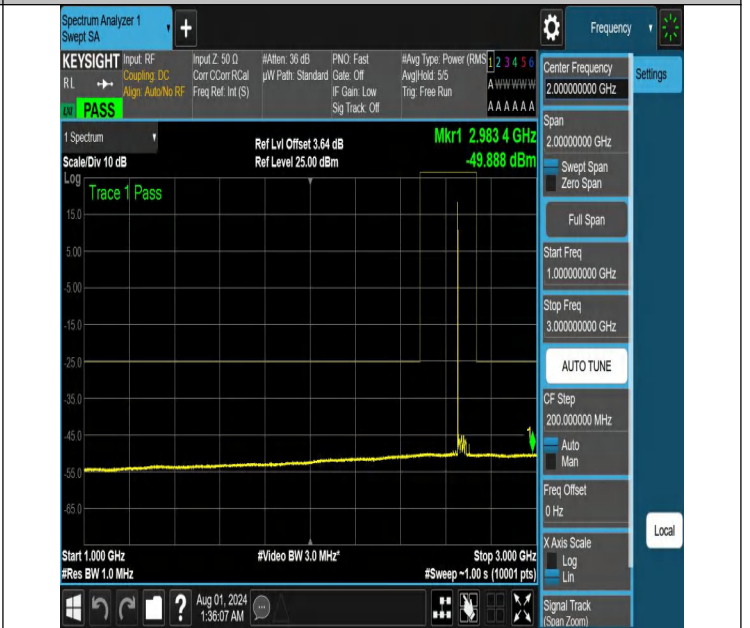 Spectrum Analyzer 1
Swept SA
Frequency
KEYSIGHT
RL
PASS
Input: RF
Coupling: DC
Align: Auto/No RF
Input Z: 50 Ω
Corr CCorr RCal
Freq Ref: Int (S)
#Atten: 36 dB
µW Path: Standard
PNO: Fast
Gate: Off
IF Gain: Low
Sig Track: Off
#Avg Type: Power (RMS
Avg|Hold: 5/5
Trig: Free Run
1 2 3 4 5 6
A W W W W W
A A A A A A
1 Spectrum
Scale/Div 10 dB
Ref Lvl Offset 3.64 dB
Ref Level 25.00 dBm
Mkr1 2.983 4 GHz
-49.888 dBm
Log
Trace 1 Pass
15.0
5.00
-5.00
-15.0
-25.0
-35.0
-45.0
-55.0
-65.0
1
Start 1.000 GHz
#Res BW 1.0 MHz
#Video BW 3.0 MHz*
Stop 3.000 GHz
#Sweep ~1.00 s (10001 pts)
Center Frequency
2.000000000 GHz
Settings
Span
2.00000000 GHz
Swept Span
Zero Span
Full Span
Start Freq
1.000000000 GHz
Stop Freq
3.000000000 GHz
AUTO TUNE
CF Step
200.000000 MHz
Auto
Man
Freq Offset
0 Hz
X Axis Scale
Log
Lin
Local
Signal Track
(Span Zoom)
?
Aug 01, 2024
1:36:07 AM